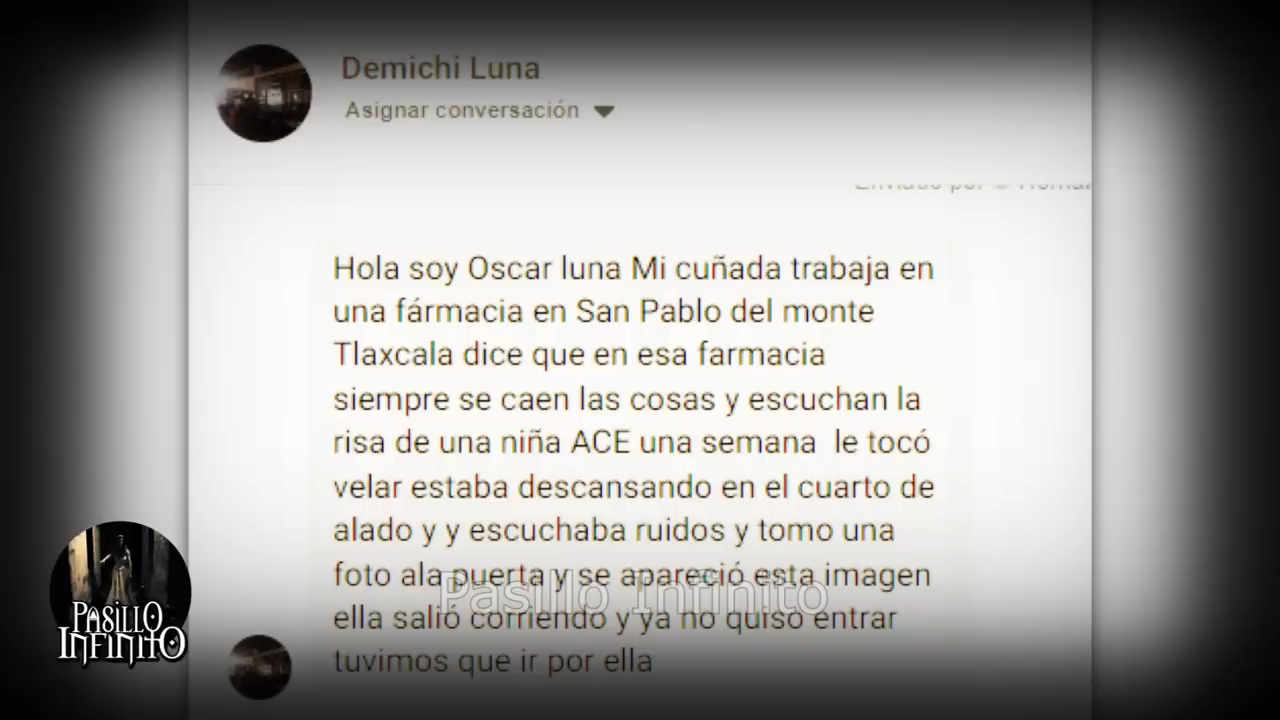 Demichi Luna
Asignar conversación
Enviado por
Hola soy Oscar luna Mi cuñada trabaja en
una fármacia en San Pablo del monte
Tlaxcala dice que en esa farmacia
siempre se caen las cosas y escuchan la
risa de una niña ACE una semana le tocó
velar estaba descansando en el cuarto de
alado y y escuchaba ruidos y tomo una
foto ala puerta y se apareció esta imagen
Pasillo Infinito
ella salió corriendo y ya no quiso entrar
tuvimos que ir por ella
PASILLO
INFINITO